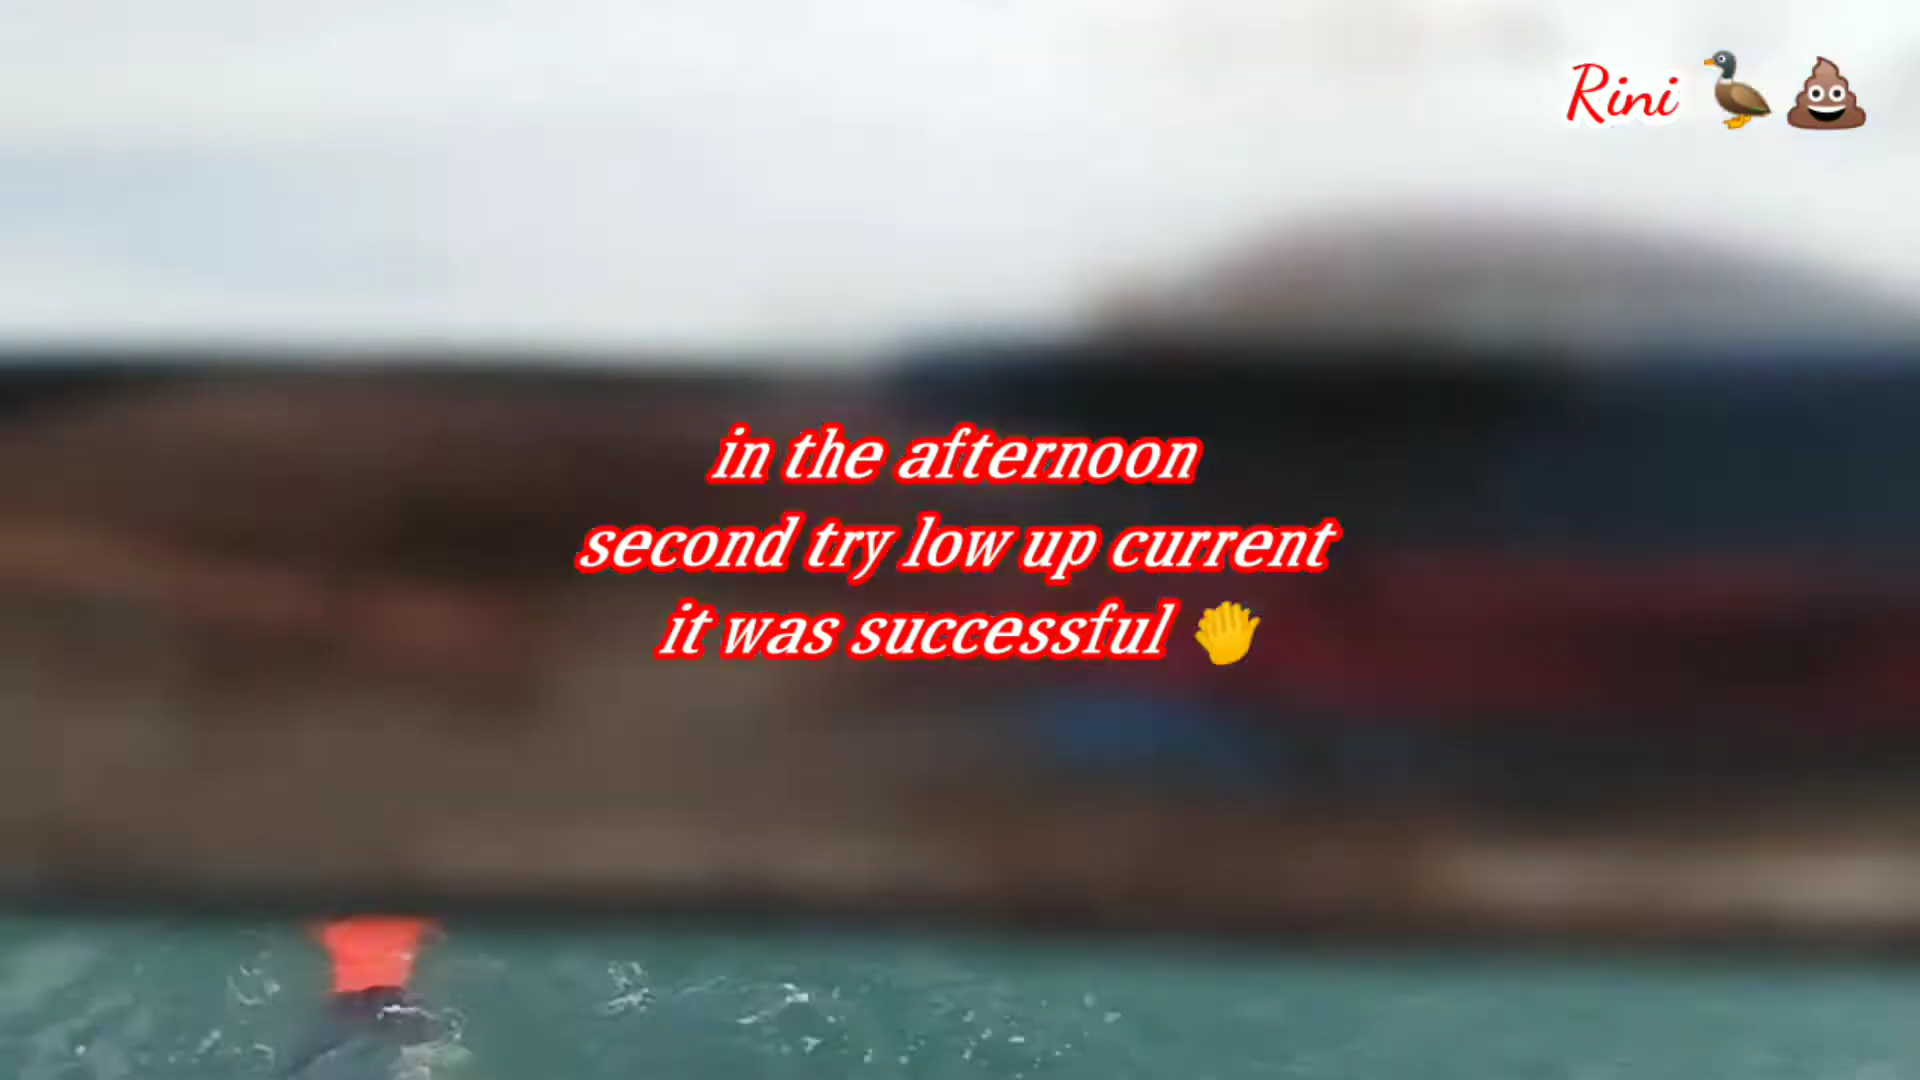 Rini 🦆💩
in the afternoon
second try low up current
it was successful 🤚